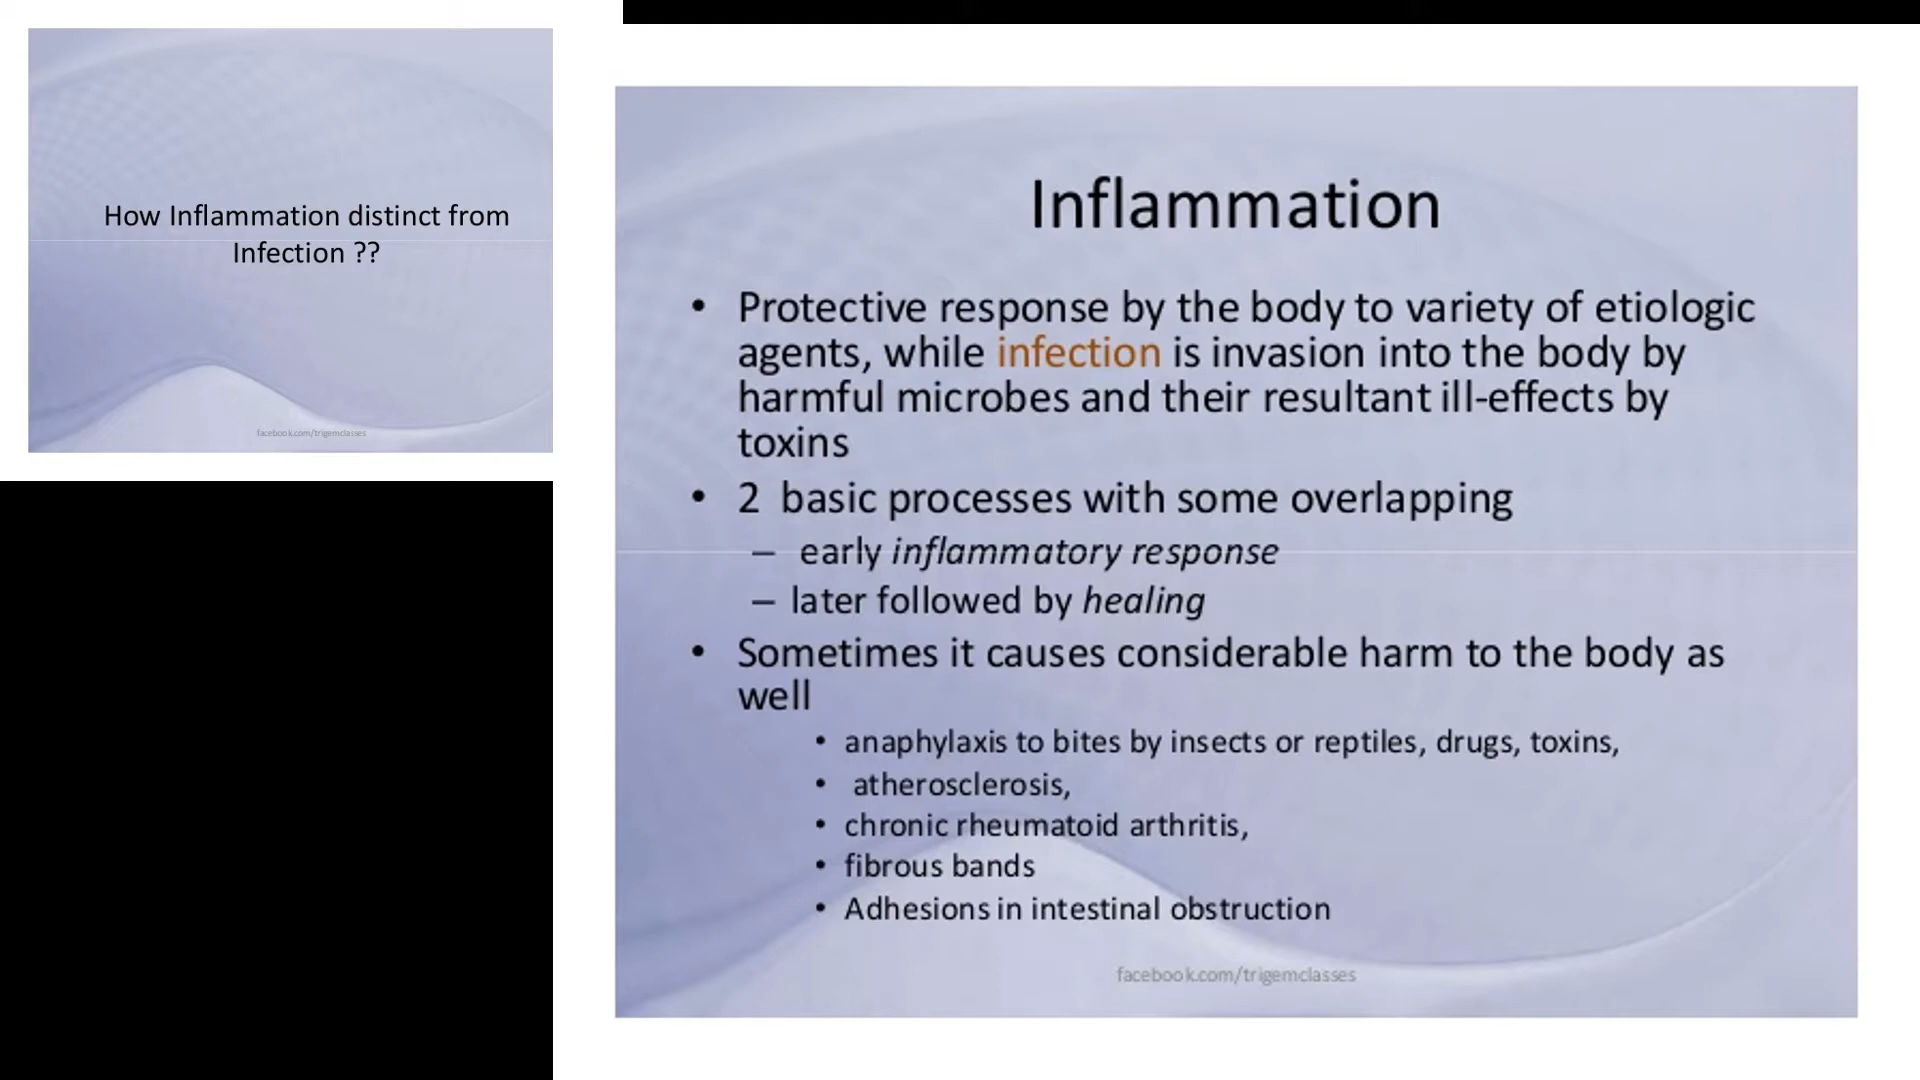 How Inflammation distinct from
Infection ??
facebook.com/trigemclasses
Inflammation
• Protective response by the body to variety of etiologic
agents, while infection is invasion into the body by
harmful microbes and their resultant ill-effects by
toxins
• 2 basic processes with some overlapping
– early inflammatory response
– later followed by healing
• Sometimes it causes considerable harm to the body as
well
• anaphylaxis to bites by insects or reptiles, drugs, toxins,
• atherosclerosis,
• chronic rheumatoid arthritis,
• fibrous bands
• Adhesions in intestinal obstruction
facebook.com/trigemclasses